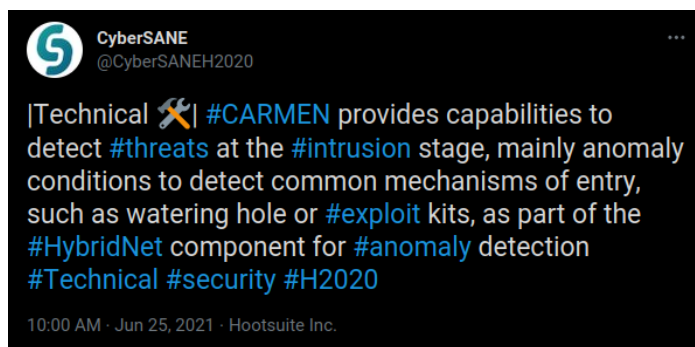 CyberSANE
@CyberSANEH2020
|Technical 🛠| #CARMEN provides capabilities to
detect #threats at the #intrusion stage, mainly anomaly
conditions to detect common mechanisms of entry,
such as watering hole or #exploit kits, as part of the
#HybridNet component for #anomaly detection
#Technical #security #H2020
10:00 AM · Jun 25, 2021 · Hootsuite Inc.